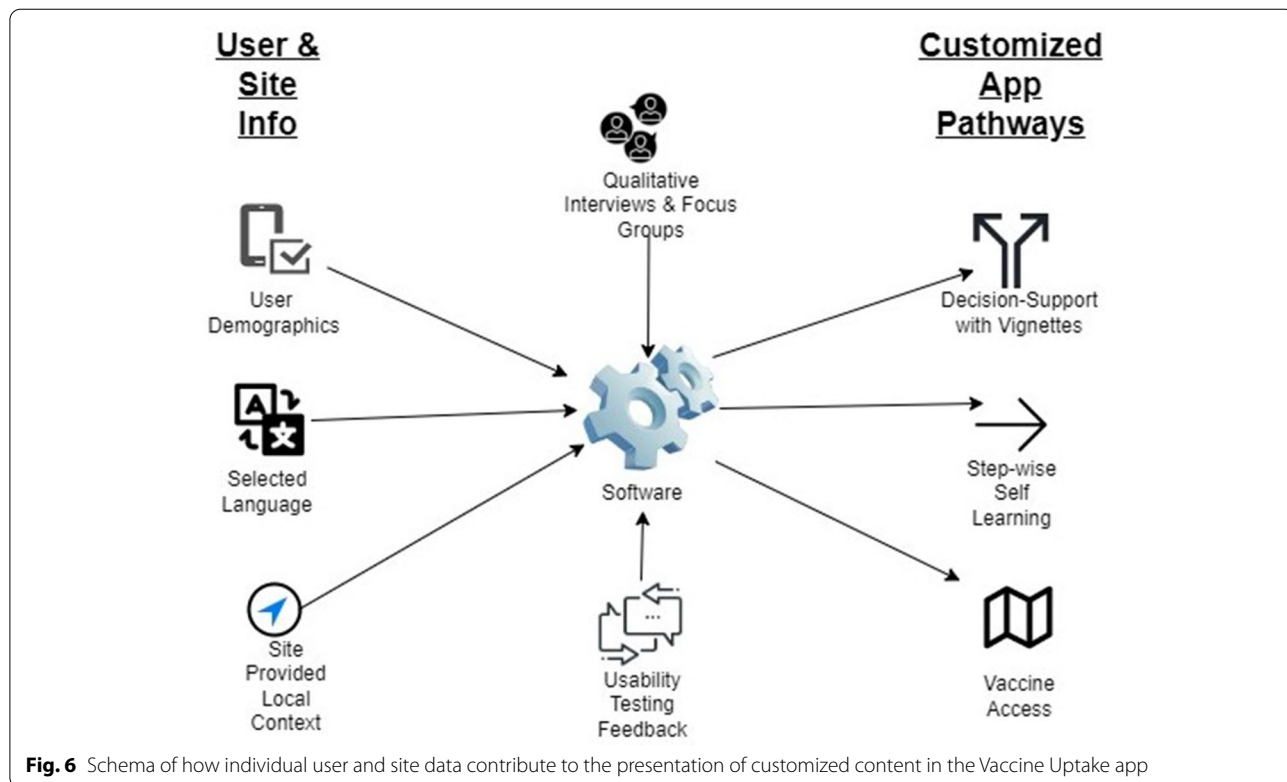 User &
Site
Info
User
Demographics
A
文
Selected
Language
Site
Provided
Local
Context
Qualitative
Interviews & Focus
Groups
Software
...
Usability
Testing
Feedback
Customized
App
Pathways
Decision-Support
with Vignettes
Step-wise
Self
Learning
Vaccine
Access
Fig. 6 Schema of how individual user and site data contribute to the presentation of customized content in the Vaccine Uptake app